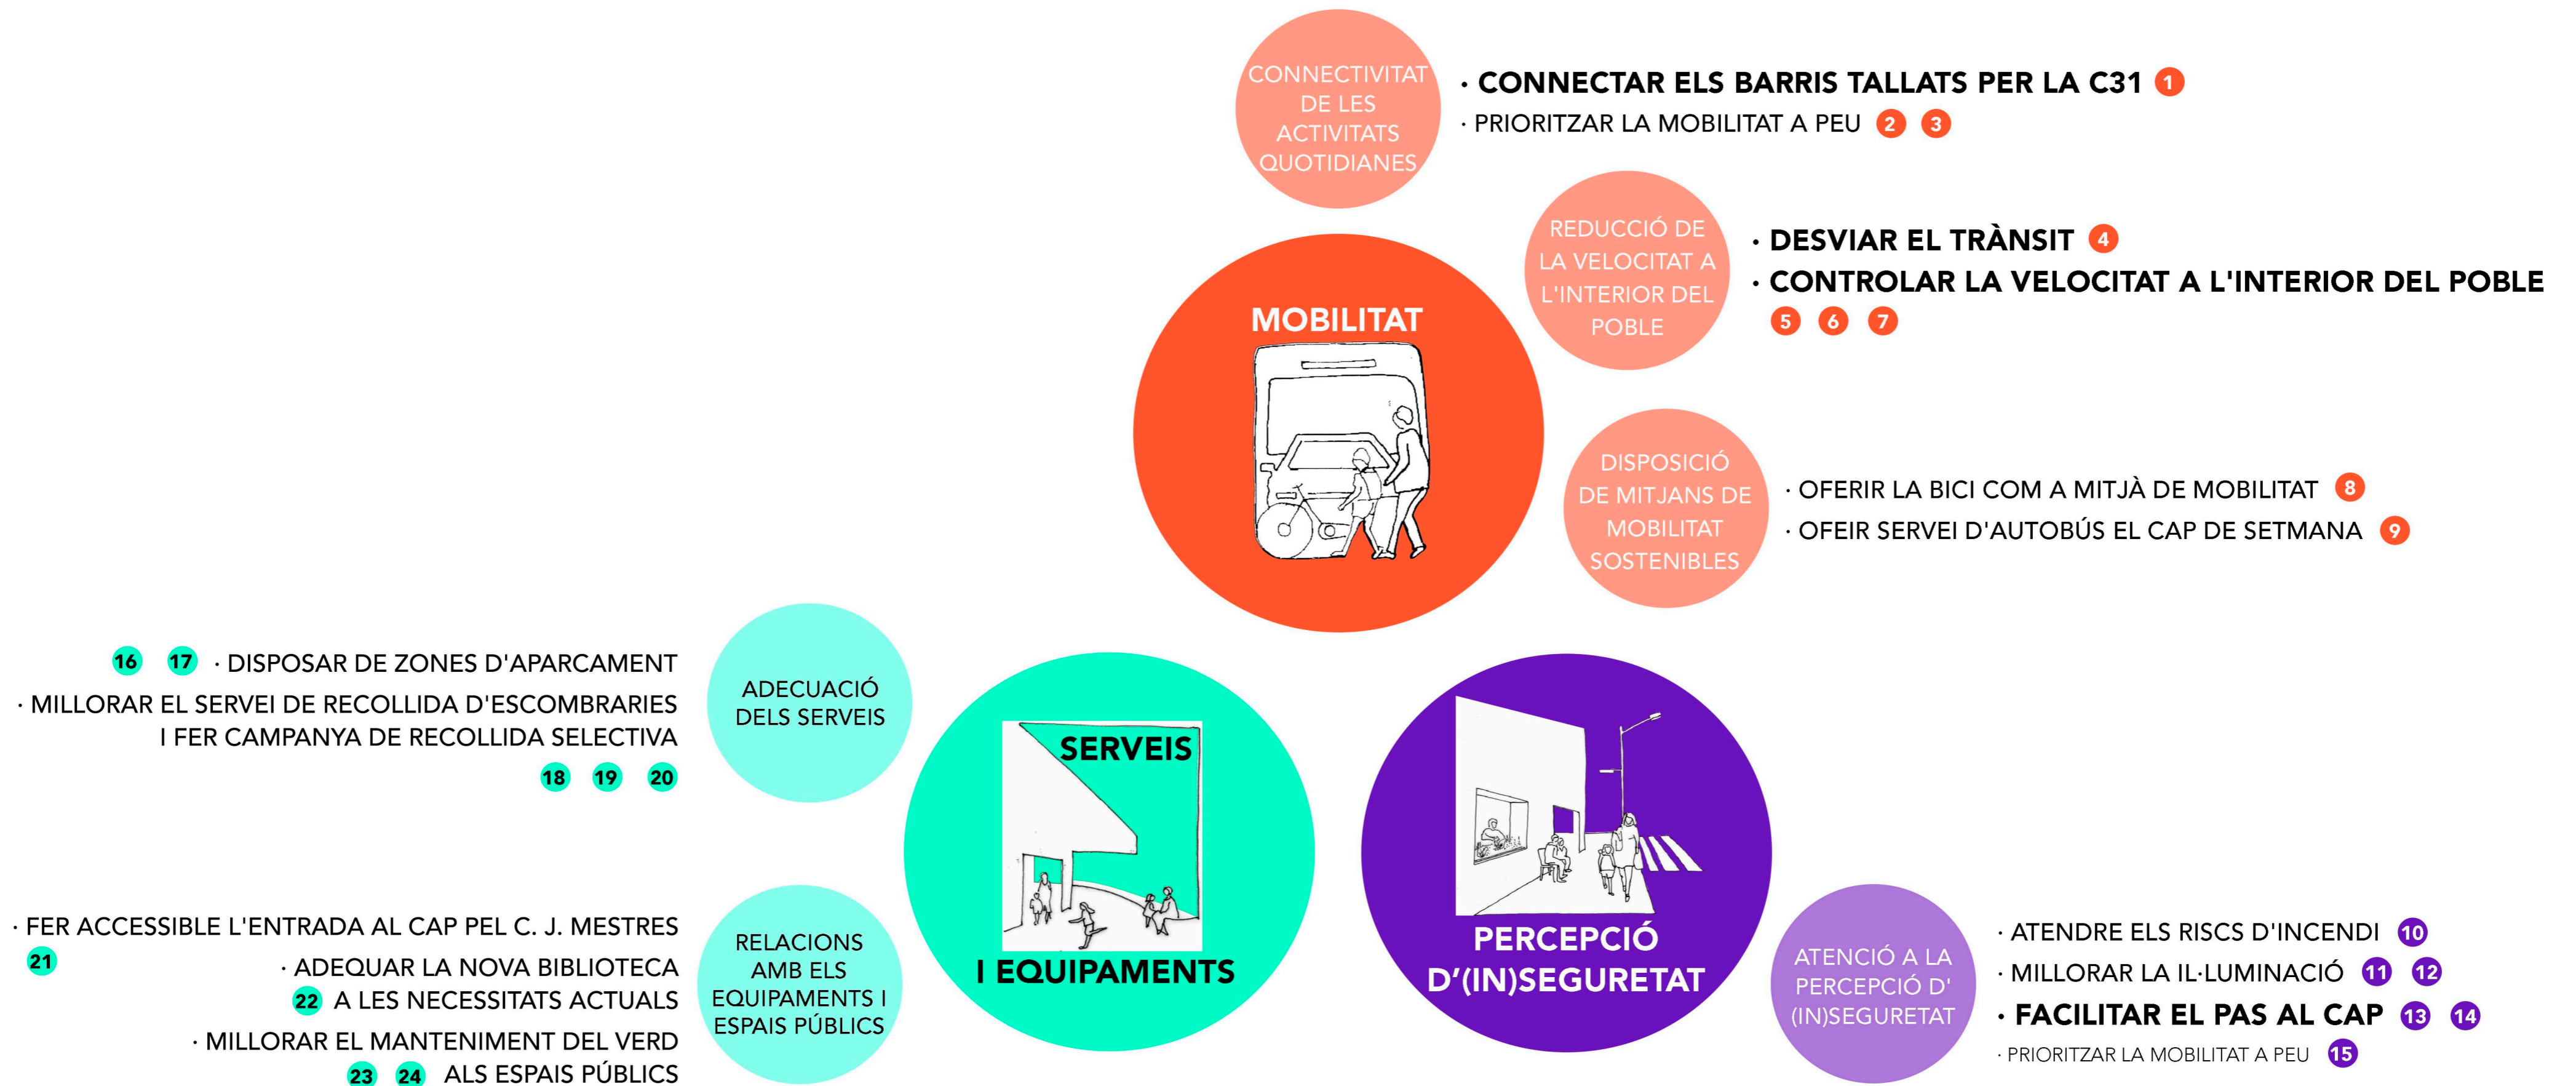 CONNECTIVITAT
DE LES
ACTIVITATS
QUOTIDIANES
· CONNECTAR ELS BARRIS TALLATS PER LA C31 1
· PRIORITZAR LA MOBILITAT A PEU 2 3
REDUCCIÓ DE
LA VELOCITAT A
L'INTERIOR DEL
POBLE
· DESVIAR EL TRÀNSIT 4
· CONTROLAR LA VELOCITAT A L'INTERIOR DEL POBLE
5 6 7
MOBILITAT
DISPOSICIÓ
DE MITJANS DE
MOBILITAT
SOSTENIBLES
· OFERIR LA BICI COM A MITJÀ DE MOBILITAT 8
· OFEIR SERVEI D'AUTOBÚS EL CAP DE SETMANA 9
16 17 · DISPOSAR DE ZONES D'APARCAMENT
· MILLORAR EL SERVEI DE RECOLLIDA D'ESCOMBRARIES
I FER CAMPANYA DE RECOLLIDA SELECTIVA
18 19 20
ADECUACIÓ
DELS SERVEIS
SERVEIS
I EQUIPAMENTS
· FER ACCESSIBLE L'ENTRADA AL CAP PEL C. J. MESTRES
21 · ADEQUAR LA NOVA BIBLIOTECA
22 A LES NECESSITATS ACTUALS
· MILLORAR EL MANTENIMENT DEL VERD
23 24 ALS ESPAIS PÚBLICS
RELACIONS
AMB ELS
EQUIPAMENTS I
ESPAIS PÚBLICS
PERCEPCIÓ
D'(IN)SEGURETAT
ATENCIÓ A LA
PERCEPCIÓ D'
(IN)SEGURETAT
· ATENDRE ELS RISCS D'INCENDI 10
· MILLORAR LA IL·LUMINACIÓ 11 12
· FACILITAR EL PAS AL CAP 13 14
· PRIORITZAR LA MOBILITAT A PEU 15